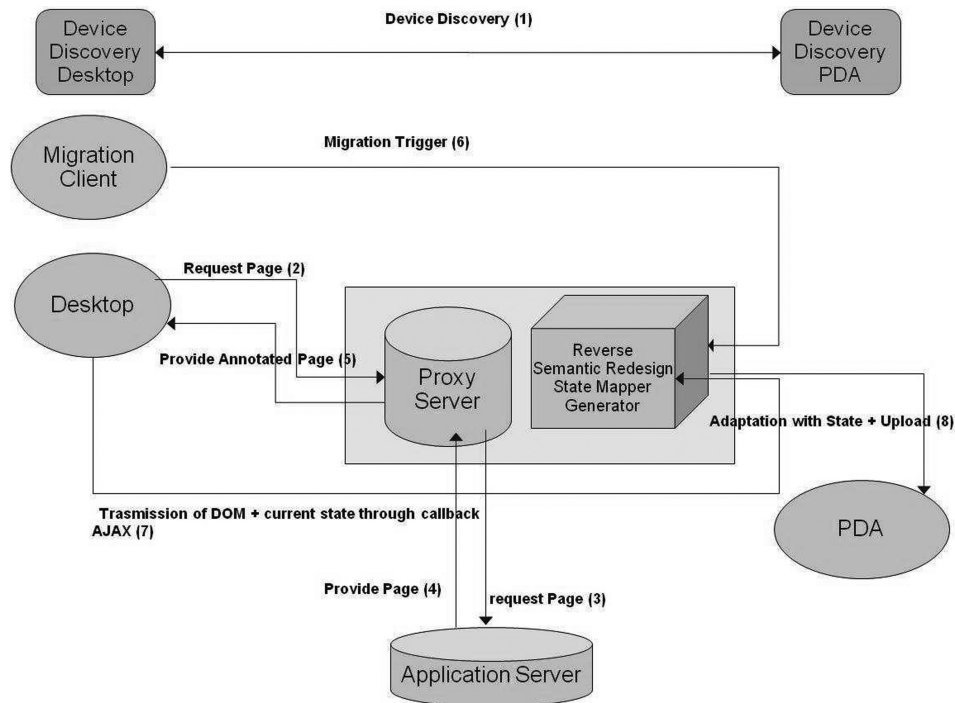 Device Discovery (1)
Device
Discovery
Desktop
Device
Discovery
PDA
Migration Trigger (6)
Migration
Client
Request Page (2)
Desktop
Provide Annotated Page (5)
Proxy
Server
Reverse
Semantic Redesign
State Mapper
Generator
Adaptation with State + Upload (8)
Trasmission of DOM + current state through callback
AJAX (7)
PDA
Provide Page (4)
request Page (3)
Application Server